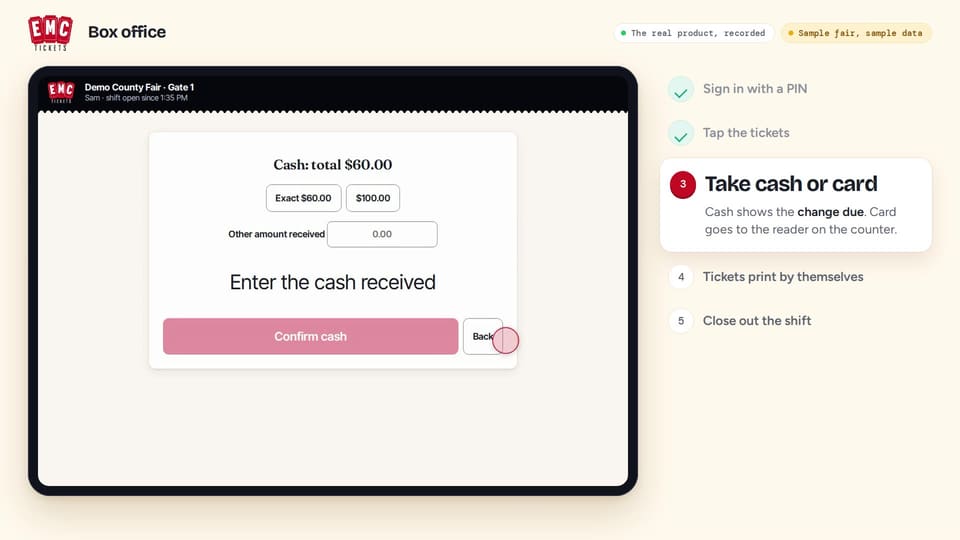 EMC
TICKETS
Box office
The real product, recorded
Sample fair, sample data
EMC
TICKETS
Demo County Fair · Gate 1
Sam · shift open since 1:35 PM
Cash: total $60.00
Exact $60.00
$100.00
Other amount received
0.00
Enter the cash received
Confirm cash
Back
Sign in with a PIN
Tap the tickets
3
Take cash or card
Cash shows the change due. Card
goes to the reader on the counter.
4
Tickets print by themselves
5
Close out the shift